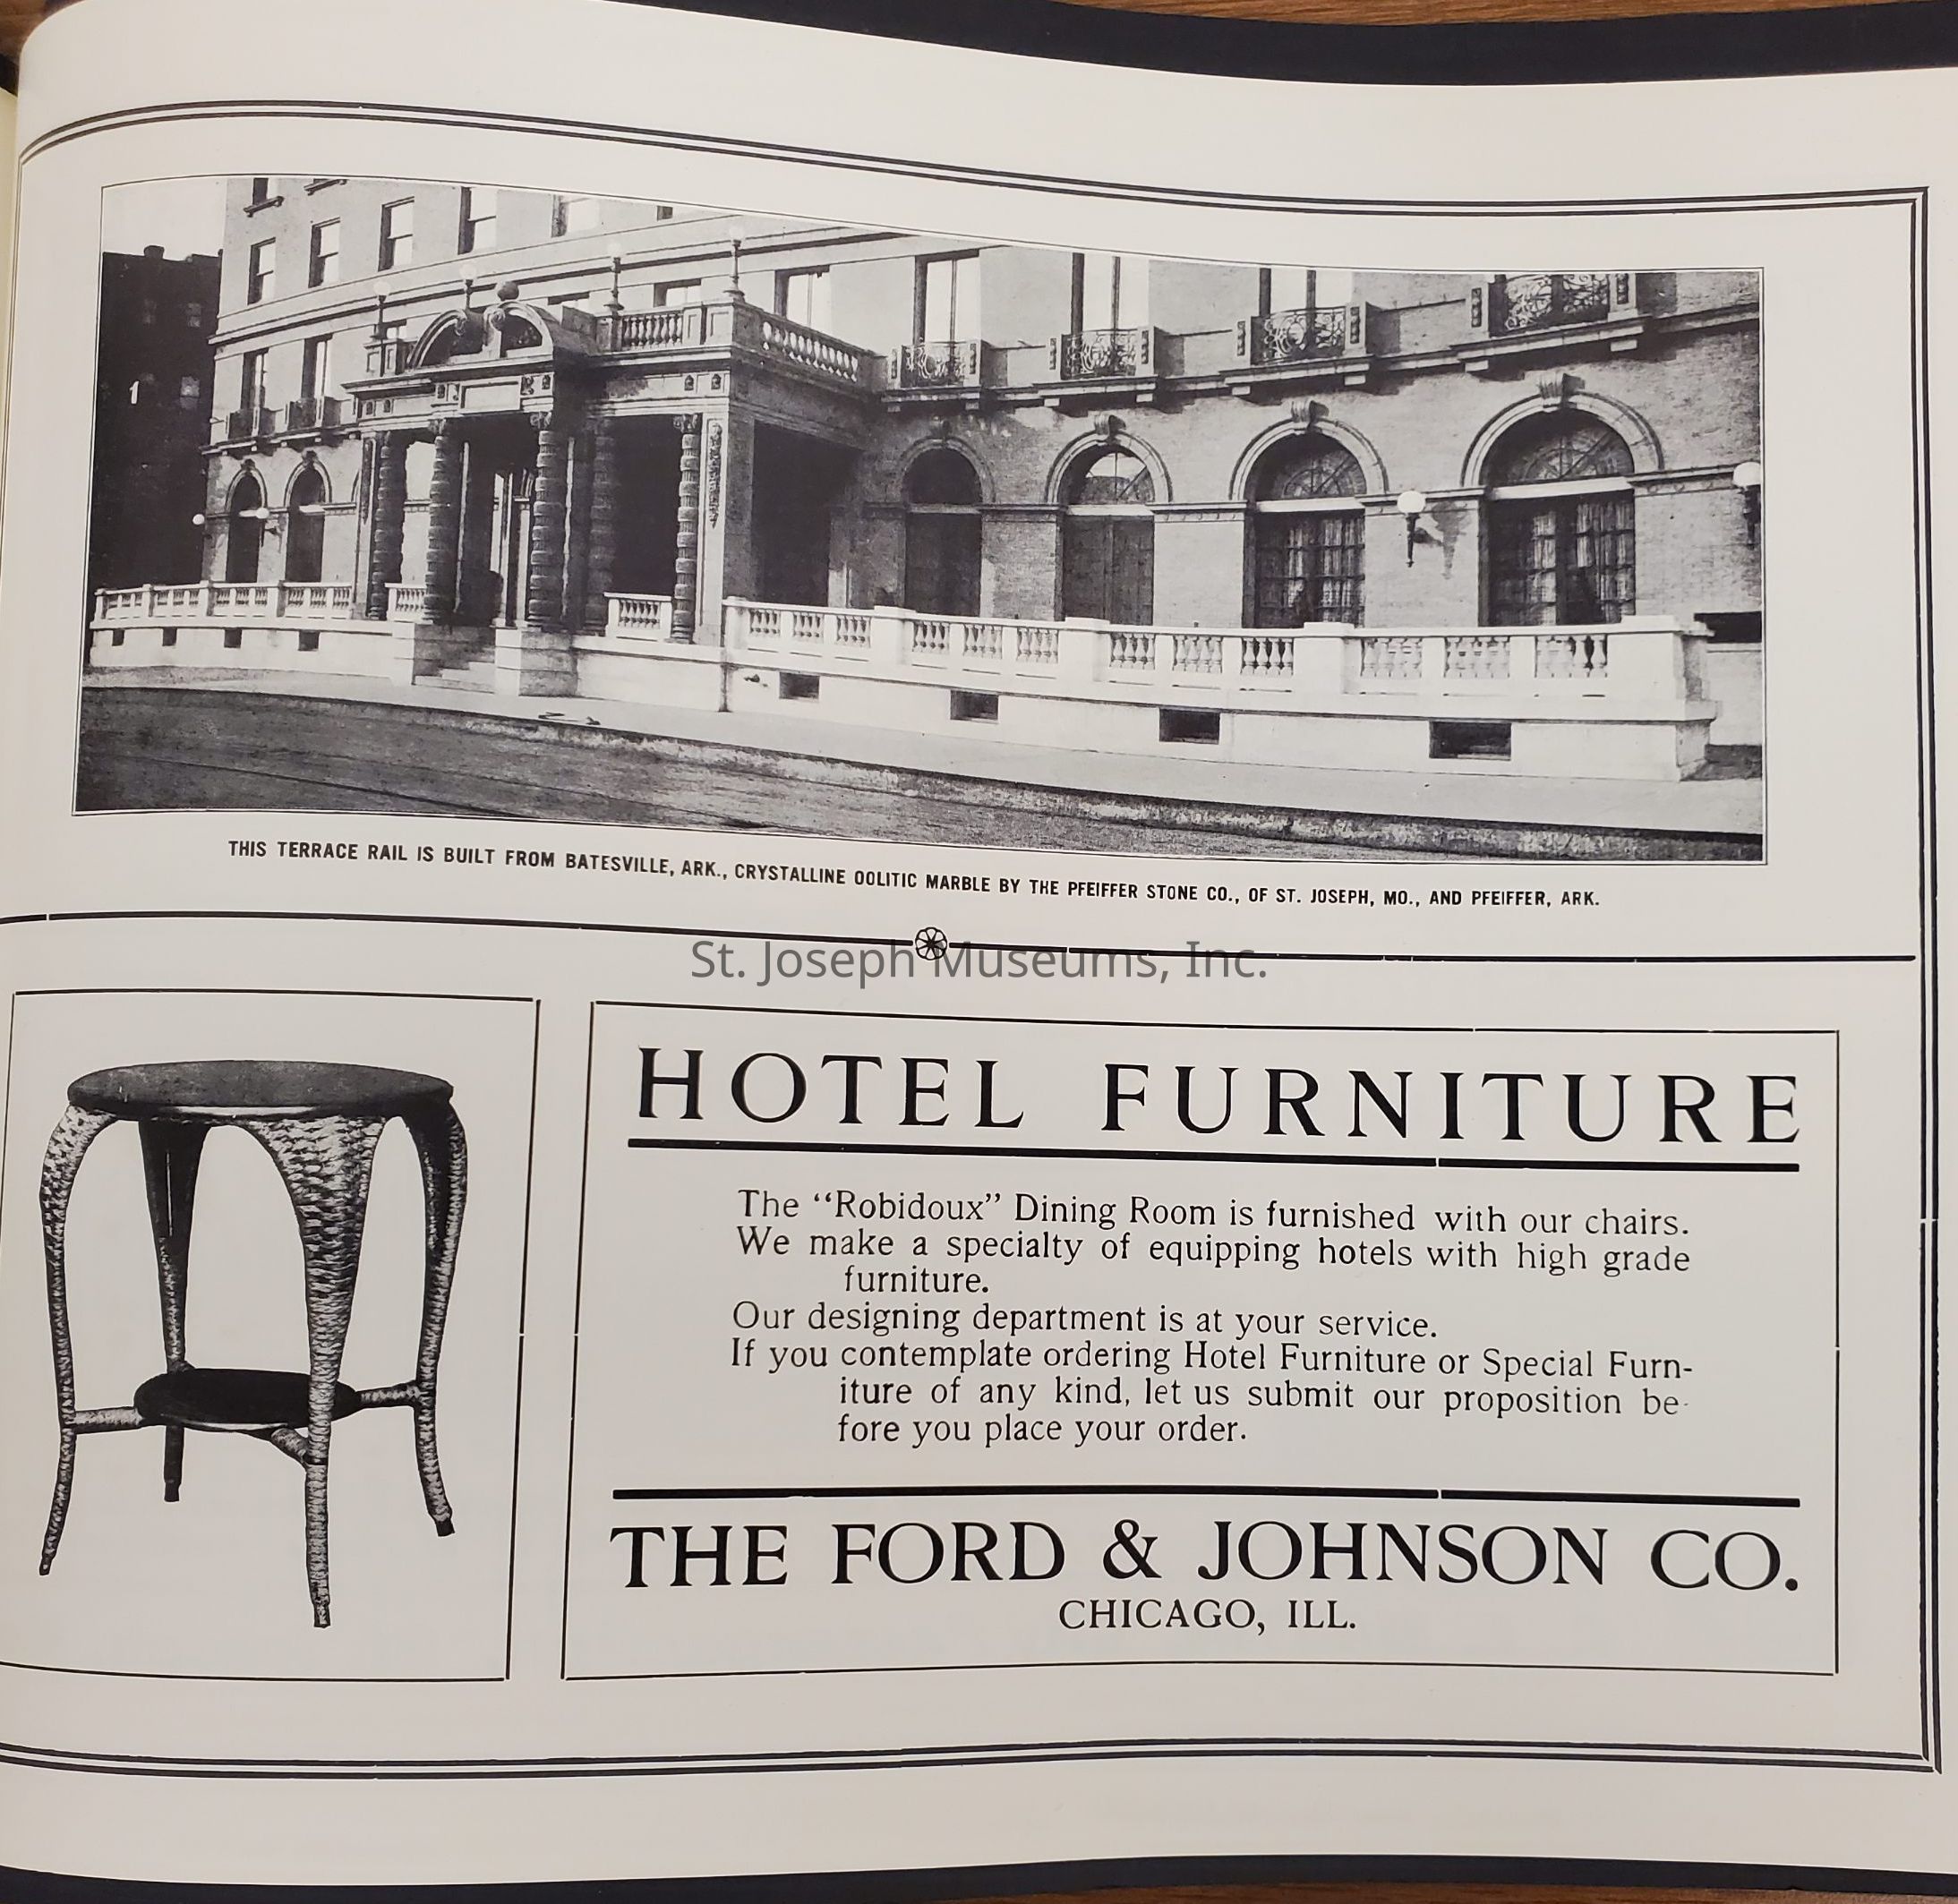 THIS TERRACE RAIL IS BUILT FROM BATESVILLE, ARK., CRYSTALLINE OOLITIC MARBLE BY THE PFEIFFER STONE CO., OF ST. JOSEPH, MO., AND PFEIFFER, ARK.
St. Joseph Museums, Inc.
HOTEL FURNITURE
The “Robidoux” Dining Room is furnished with our chairs.
We make a specialty of equipping hotels with high grade
furniture.
Our designing department is at your service.
If you contemplate ordering Hotel Furniture or Special Furn-
iture of any kind, let us submit our proposition be-
fore you place your order.
THE FORD & JOHNSON CO.
CHICAGO, ILL.